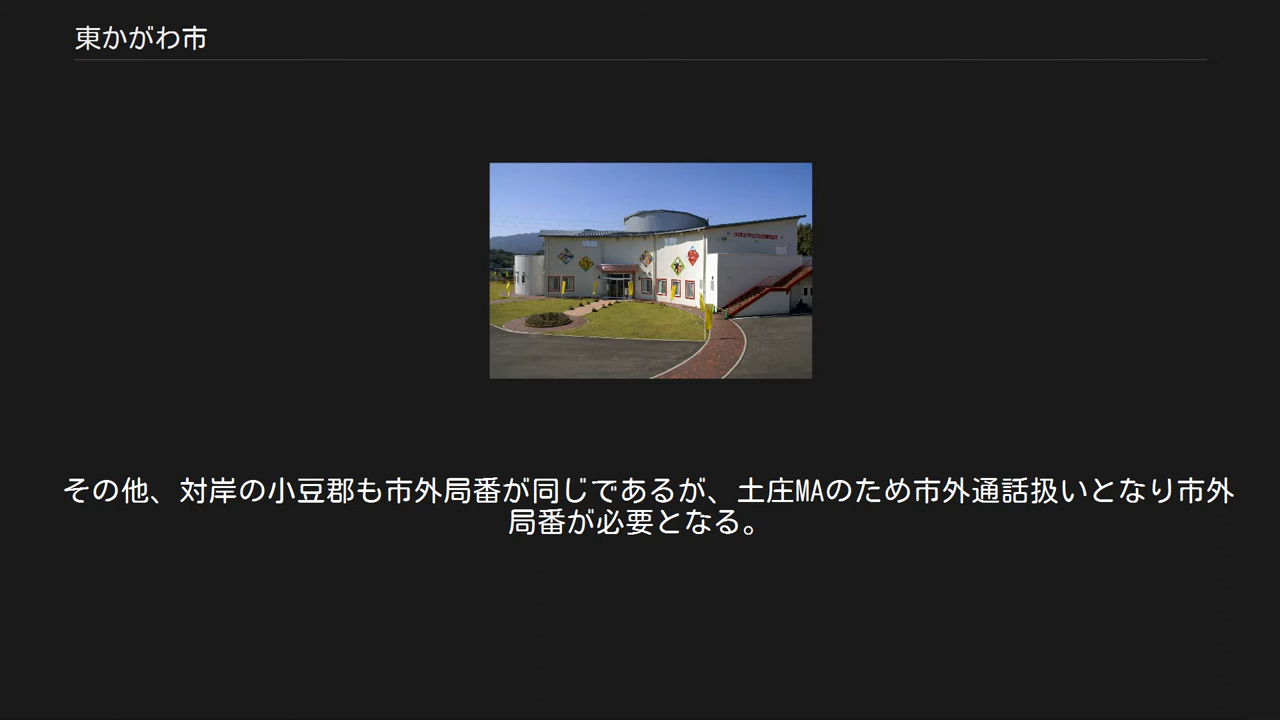 東かがわ市
その他、対岸の小豆郡も市外局番が同じであるが、土庄MAのため市外通話扱いとなり市外
局番が必要となる。